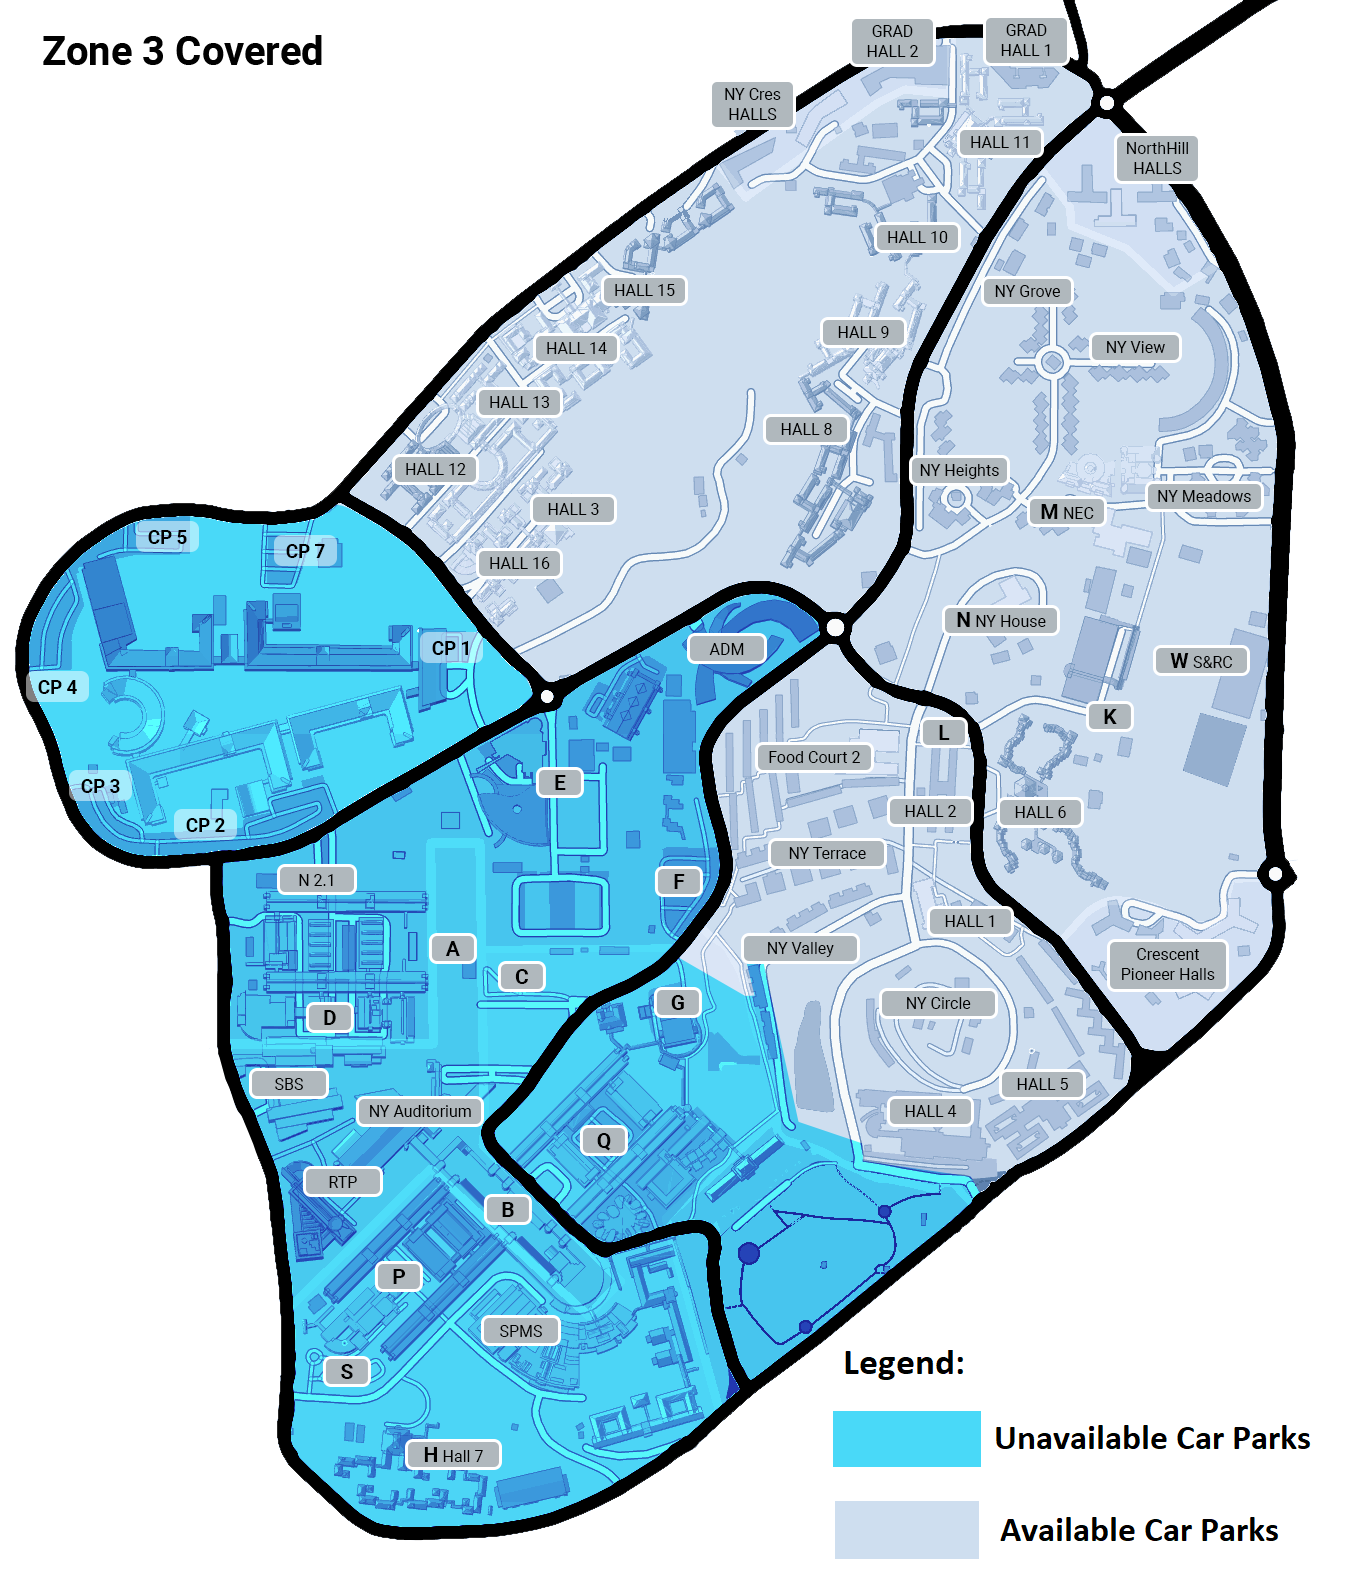 Zone 3 Covered
GRAD
HALL 2
GRAD
HALL 1
NY Cres
HALLS
HALL 11
NorthHill
HALLS
HALL 10
HALL 15
NY Grove
HALL 9
NY View
HALL 14
HALL 13
HALL 8
HALL 12
NY Heights
NY Meadows
HALL 3
M NEC
CP 5
CP 7
HALL 16
N NY House
CP 1
ADM
W S&RC
CP 4
K
L
Food Court 2
E
CP 3
CP 2
HALL 2
HALL 6
NY Terrace
N 2.1
F
HALL 1
A
NY Valley
Crescent
Pioneer Halls
C
G
NY Circle
D
SBS
HALL 5
NY Auditorium
HALL 4
Q
RTP
B
P
SPMS
S
H Hall 7
Legend:
Unavailable Car Parks
Available Car Parks